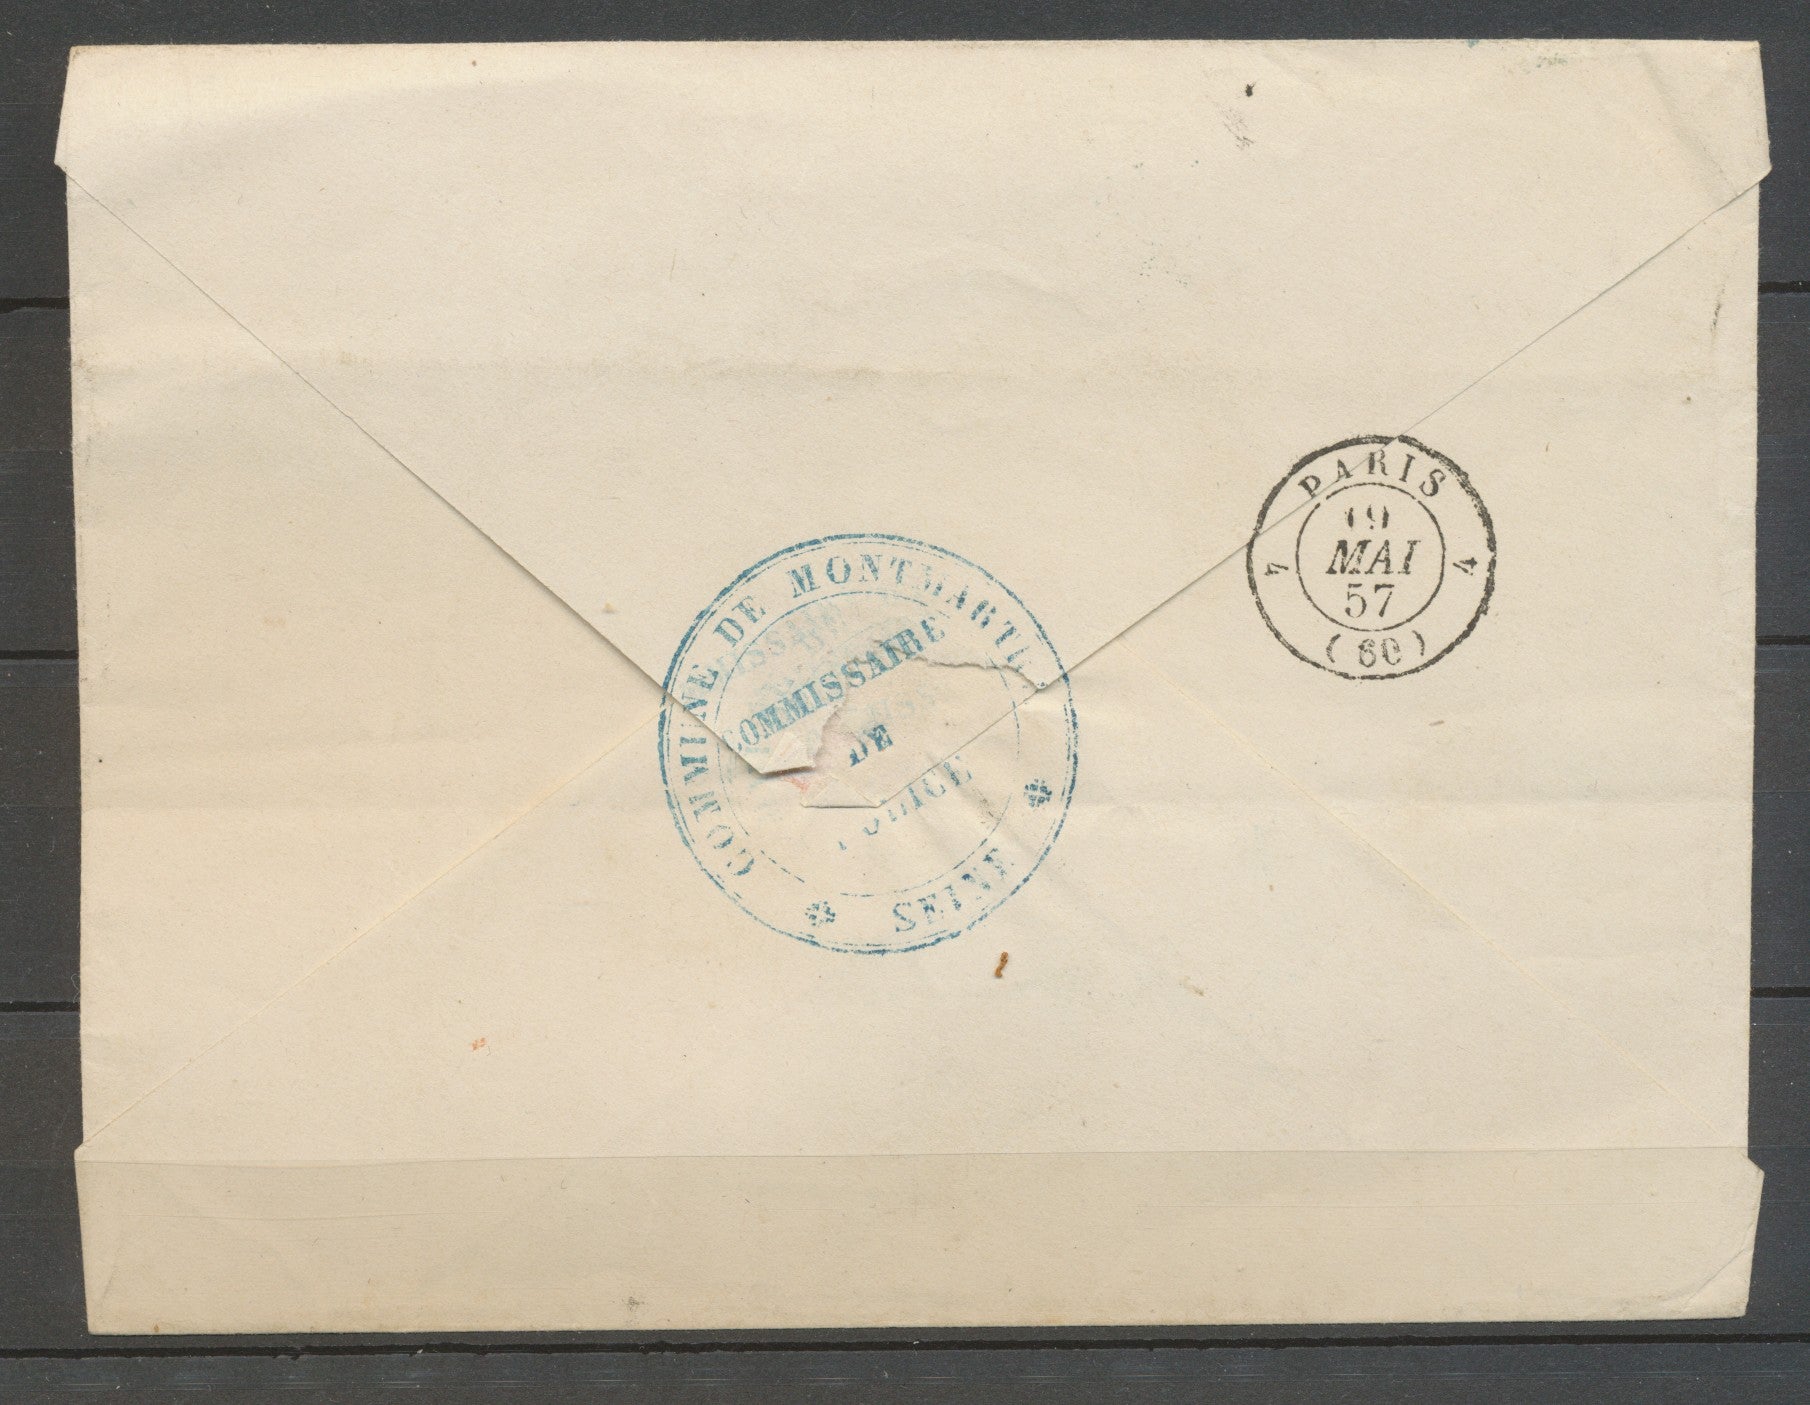 COMMUNE DE MONTMARTRE
COMMISSAIRE
DE
POLICE
SEINE
PARIS
19
MAI
57
4 4
(60)